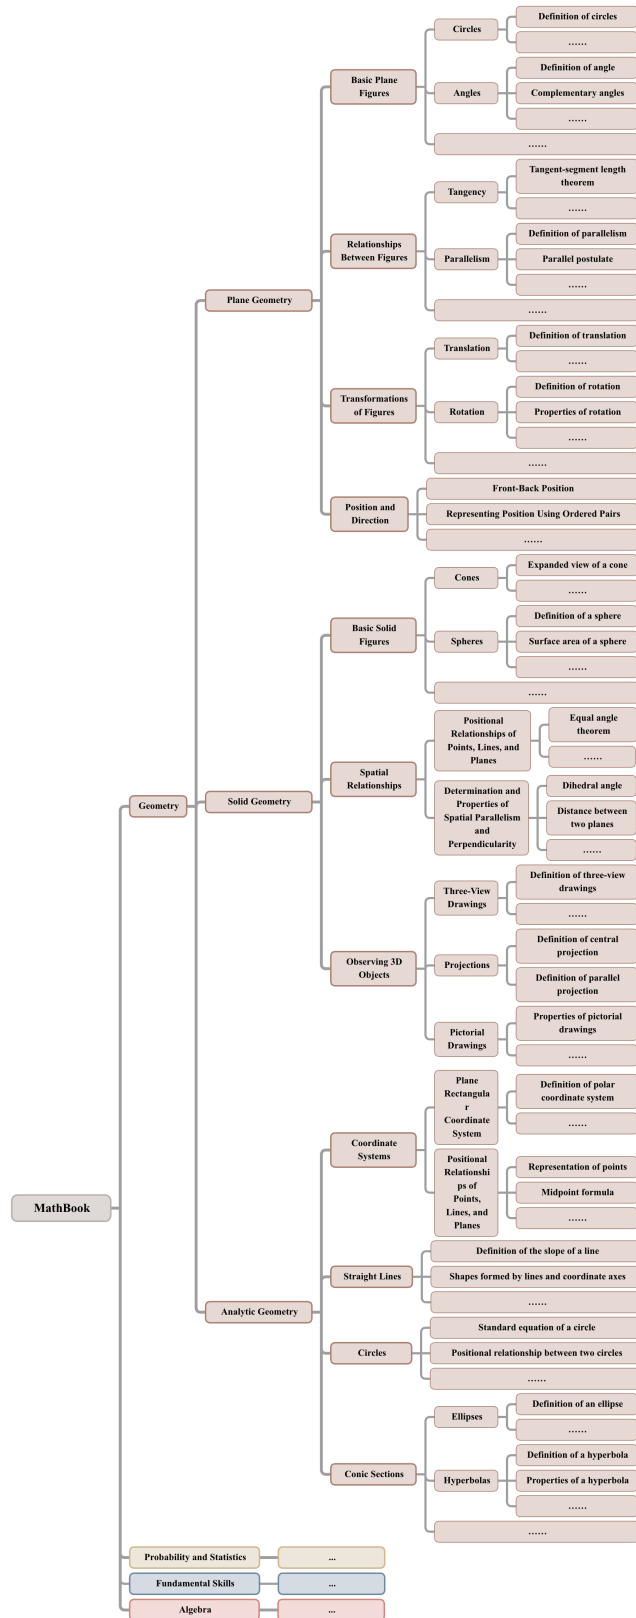 Definition of circles
Circles
......
Definition of angle
Basic Plane
Figures
Angles
Complementary angles
......
......
Tangent-segment length
theorem
Tangency
......
Definition of parallelism
Relationships
Between Figures
Parallelism
Parallel postulate
......
......
Plane Geometry
Definition of translation
Translation
......
Definition of rotation
Transformations
of Figures
Rotation
Properties of rotation
......
......
Front-Back Position
Position and
Direction
Representing Position Using Ordered Pairs
......
Expanded view of a cone
Cones
......
Definition of a sphere
Basic Solid
Figures
Spheres
Surface area of a sphere
......
......
Positional
Relationships of
Points, Lines, and
Planes
Equal angle
theorem
......
Spatial
Relationships
Determination and
Properties of
Spatial Parallelism
and
Perpendicularity
Dihedral angle
Distance between
two planes
......
Geometry
Solid Geometry
Definition of three-view
drawings
Three-View
Drawings
......
Definition of central
projection
Observing 3D
Objects
Projections
Definition of parallel
projection
Properties of pictorial
drawings
Pictorial
Drawings
......
Plane
Rectangula
r
Coordinate
System
Definition of polar
coordinate system
......
Coordinate
Systems
Positional
Relationshi
ps of
Points,
Lines, and
Planes
Representation of points
Midpoint formula
......
MathBook
Definition of the slope of a line
Straight Lines
Shapes formed by lines and coordinate axes
......
Analytic Geometry
Standard equation of a circle
Circles
Positional relationship between two circles
......
Definition of an ellipse
Ellipses
......
Definition of a hyperbola
Conic Sections
Hyperbolas
Properties of a hyperbola
......
......
Probability and Statistics
...
Fundamental Skills
...
Algebra
...